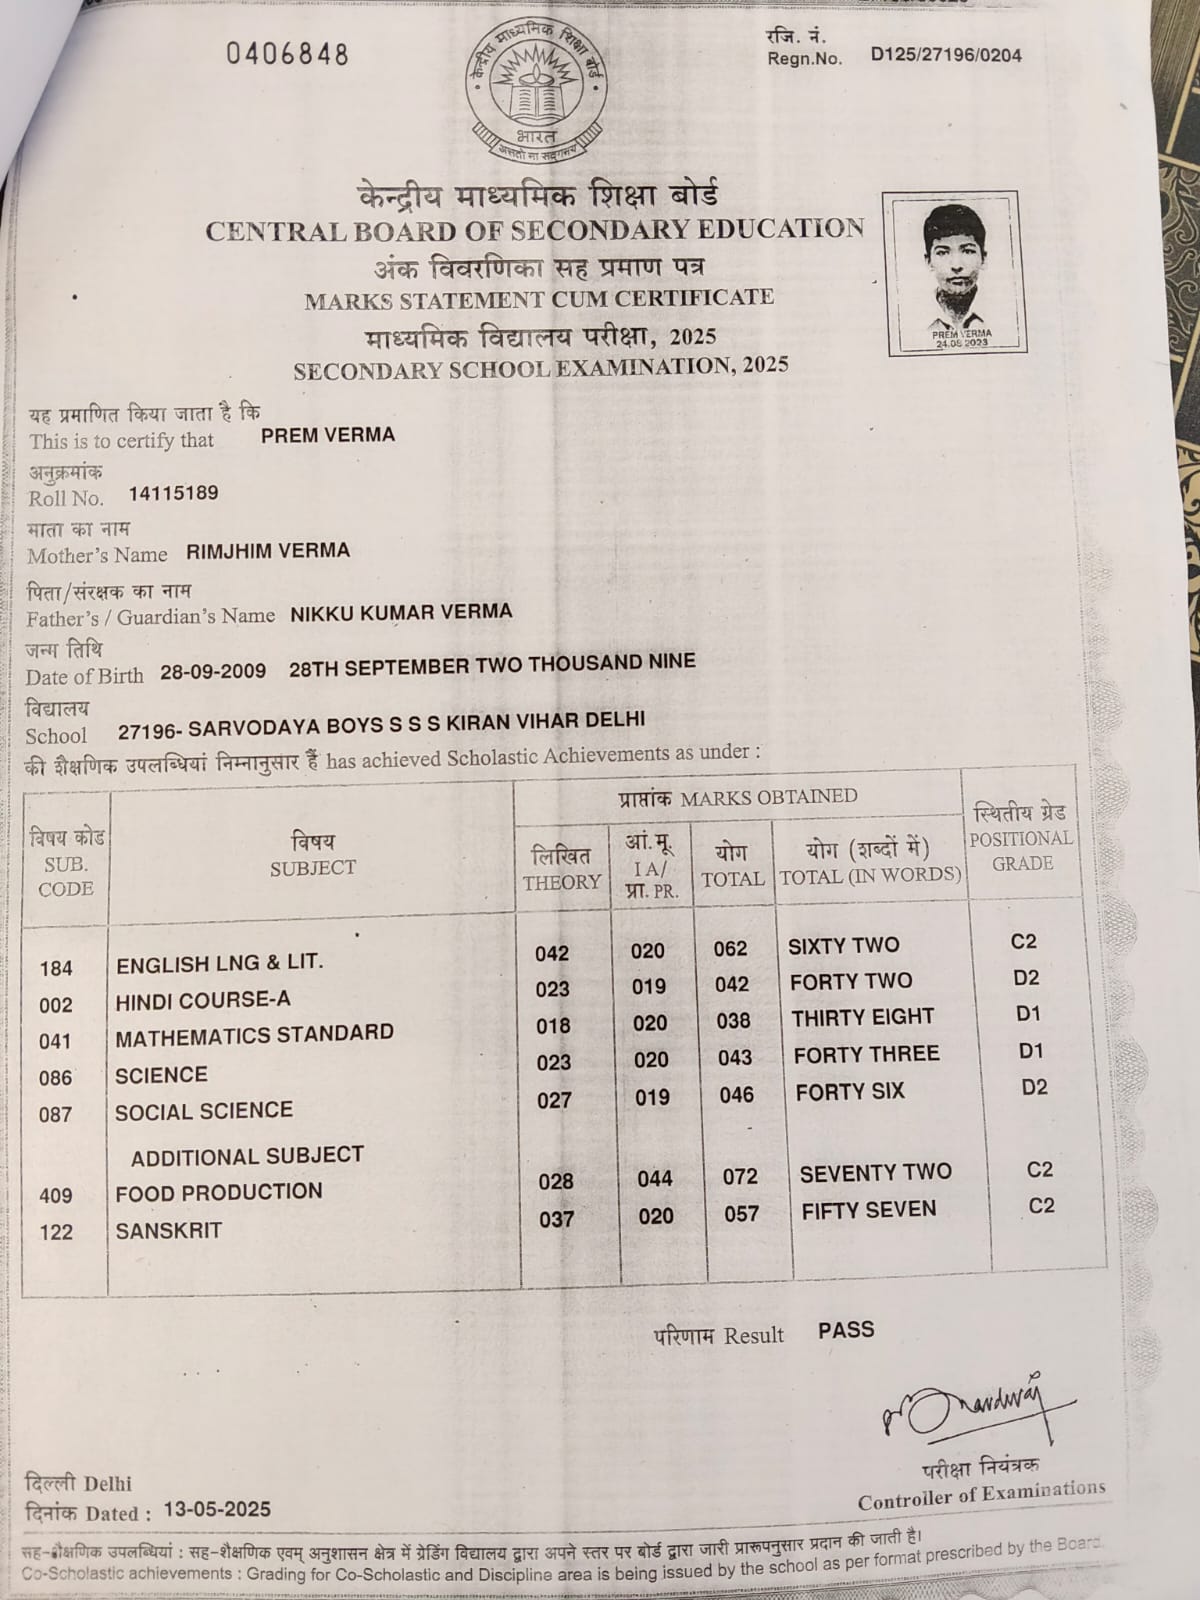 0406848
रजि. नं.
Regn.No. D125/27196/0204
केन्द्रीय माध्यमिक शिक्षा बोर्ड
भारत
असतो मा सद्गमय
केन्द्रीय माध्यमिक शिक्षा बोर्ड
CENTRAL BOARD OF SECONDARY EDUCATION
अंक विवरणिका सह प्रमाण पत्र
MARKS STATEMENT CUM CERTIFICATE
माध्यमिक विद्यालय परीक्षा, 2025
SECONDARY SCHOOL EXAMINATION, 2025
PREM VERMA
24.08.2023
यह प्रमाणित किया जाता है कि
This is to certify that PREM VERMA
अनुक्रमांक
Roll No. 14115189
माता का नाम
Mother's Name RIMJHIM VERMA
पिता/संरक्षक का नाम
Father's / Guardian's Name NIKKU KUMAR VERMA
जन्म तिथि
Date of Birth 28-09-2009 28TH SEPTEMBER TWO THOUSAND NINE
विद्यालय
School 27196- SARVODAYA BOYS S S S KIRAN VIHAR DELHI
की शैक्षणिक उपलब्धियां निम्नानुसार हैं has achieved Scholastic Achievements as under :
विषय कोड SUB. CODE विषय SUBJECT प्राप्तांक MARKS OBTAINED स्थितीय ग्रेड POSITIONAL GRADE
लिखित THEORY आं.मू. I A/ प्रा. PR. योग TOTAL योग (शब्दों में) TOTAL (IN WORDS)
184 ENGLISH LNG & LIT. 042 020 062 SIXTY TWO C2
002 HINDI COURSE-A 023 019 042 FORTY TWO D2
041 MATHEMATICS STANDARD 018 020 038 THIRTY EIGHT D1
086 SCIENCE 023 020 043 FORTY THREE D1
087 SOCIAL SCIENCE 027 019 046 FORTY SIX D2
ADDITIONAL SUBJECT
409 FOOD PRODUCTION 028 044 072 SEVENTY TWO C2
122 SANSKRIT 037 020 057 FIFTY SEVEN C2
परिणाम Result PASS
परीक्षा नियंत्रक
Controller of Examinations
दिल्ली Delhi
दिनांक Dated : 13-05-2025
सह-शैक्षणिक उपलब्धियां : सह-शैक्षणिक एवम् अनुशासन क्षेत्र में ग्रेडिंग विद्यालय द्वारा अपने स्तर पर बोर्ड द्वारा जारी प्रारूपनुसार प्रदान की जाती है।
Co-Scholastic achievements : Grading for Co-Scholastic and Discipline area is being issued by the school as per format prescribed by the Board.